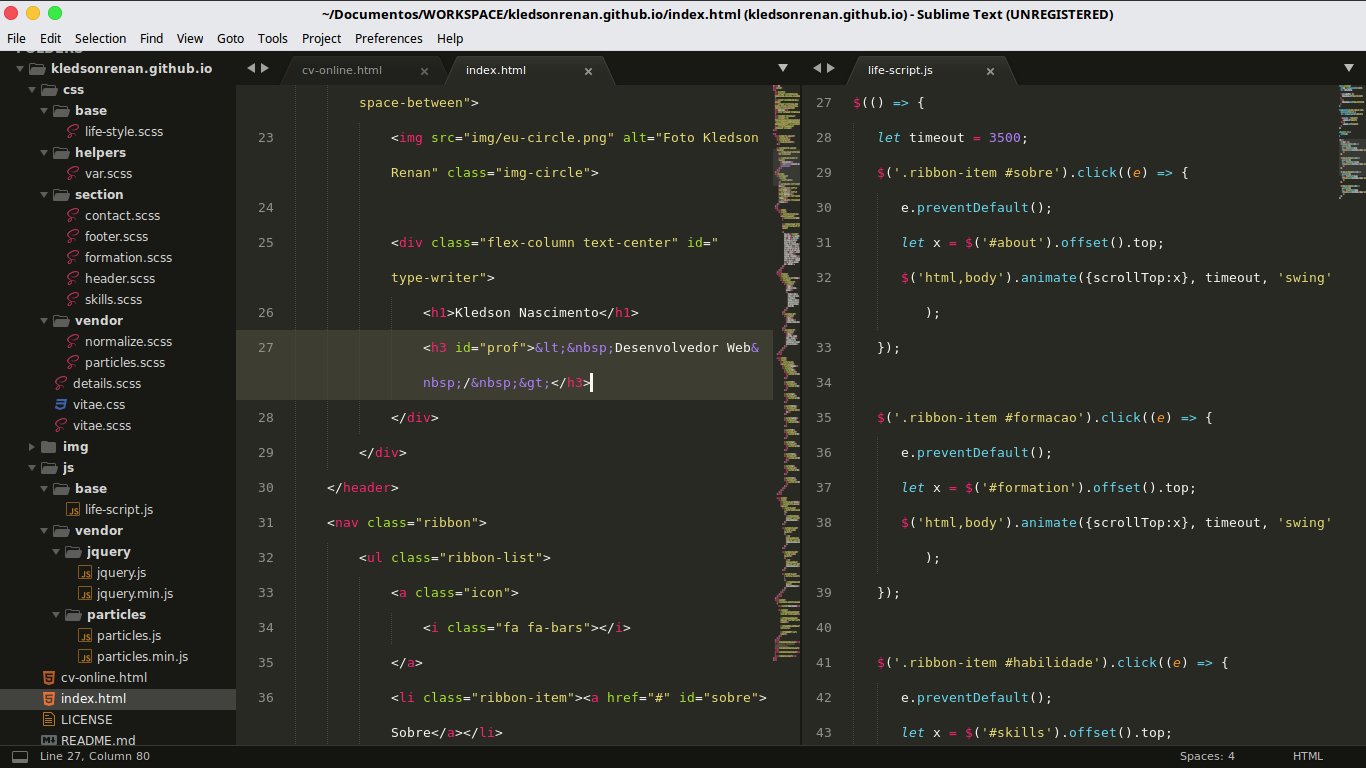 ~/Documentos/WORKSPACE/kledsonrenan.github.io/index.html (kledsonrenan.github.io) - Sublime Text (UNREGISTERED)
File Edit Selection Find View Goto Tools Project Preferences Help
FOLDERS
kledsonrenan.github.io
css
base
life-style.scss
helpers
var.scss
section
contact.scss
footer.scss
formation.scss
header.scss
skills.scss
vendor
normalize.scss
particles.scss
details.scss
vitae.css
vitae.scss
img
js
base
life-script.js
vendor
jquery
jquery.js
jquery.min.js
particles
particles.js
particles.min.js
cv-online.html
index.html
LICENSE
README.md
cv-online.html × index.html ×
space-between">
23 <img src="img/eu-circle.png" alt="Foto Kledson
Renan" class="img-circle">
24
25 <div class="flex-column text-center" id="
type-writer">
26 <h1>Kledson Nascimento</h1>
27 <h3 id="prof">&lt;&nbsp;Desenvolvedor Web&
nbsp;/&nbsp;&gt;</h3>
28 </div>
29 </div>
30 </header>
31 <nav class="ribbon">
32 <ul class="ribbon-list">
33 <a class="icon">
34 <i class="fa fa-bars"></i>
35 </a>
36 <li class="ribbon-item"><a href="#" id="sobre">
Sobre</a></li>
life-script.js ×
27 $(() => {
28 let timeout = 3500;
29 $('.ribbon-item #sobre').click((e) => {
30 e.preventDefault();
31 let x = $('#about').offset().top;
32 $('html,body').animate({scrollTop:x}, timeout, 'swing'
);
33 });
34
35 $('.ribbon-item #formacao').click((e) => {
36 e.preventDefault();
37 let x = $('#formation').offset().top;
38 $('html,body').animate({scrollTop:x}, timeout, 'swing'
);
39 });
40
41 $('.ribbon-item #habilidade').click((e) => {
42 e.preventDefault();
43 let x = $('#skills').offset().top;
Line 27, Column 80 Spaces: 4 HTML